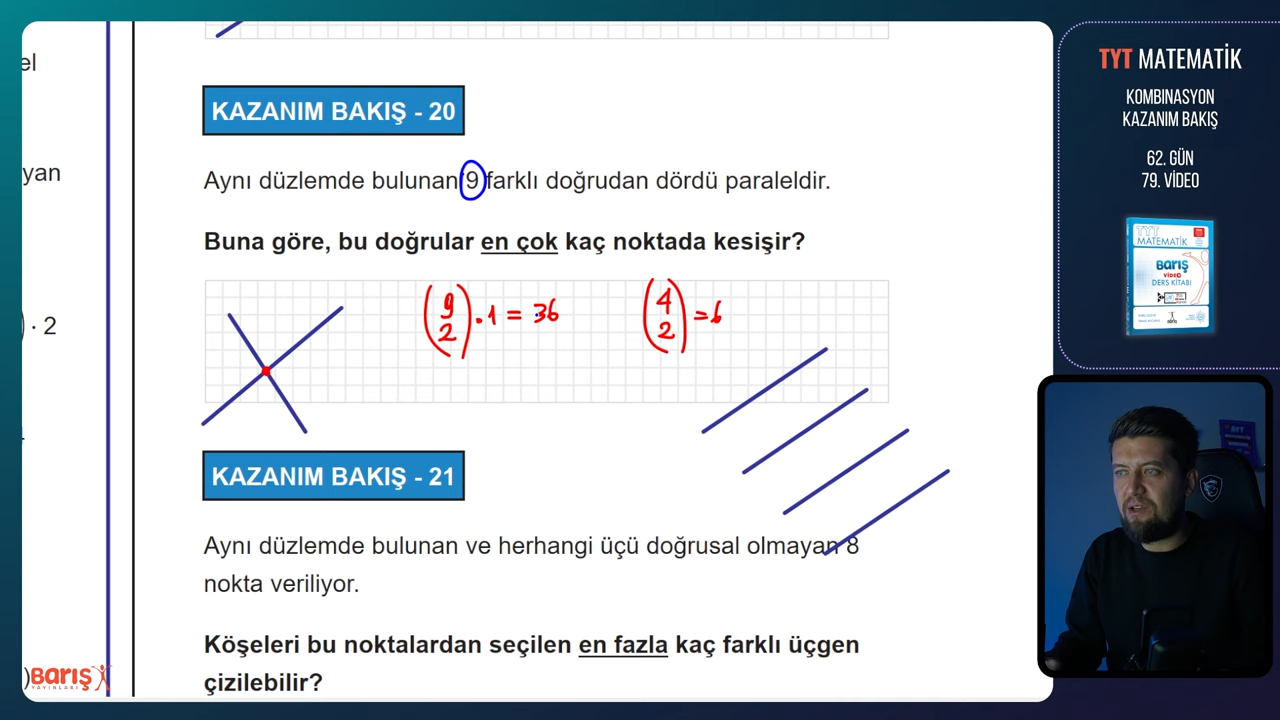 el
yan
) · 2
KAZANIM BAKIŞ - 20
Aynı düzlemde bulunan 9 farklı doğrudan dördü paraleldir.
Buna göre, bu doğrular en çok kaç noktada kesişir?
(9 2) . 1 = 36
(4 2) = 6
KAZANIM BAKIŞ - 21
Aynı düzlemde bulunan ve herhangi üçü doğrusal olmayan 8
nokta veriliyor.
Köşeleri bu noktalardan seçilen en fazla kaç farklı üçgen
çizilebilir?
)BARIŞ
YAYINLARI
TYT MATEMATİK
KOMBINASYON
KAZANIM BAKIŞ
62. GÜN
79. VİDEO
TYT
MATEMATİK
BARIŞ
VİDEO
DERS KİTABI